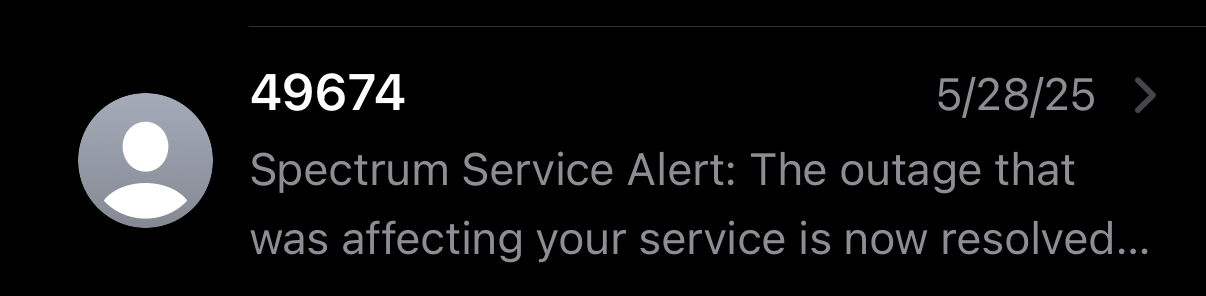 49674
5/28/25
Spectrum Service Alert: The outage that
was affecting your service is now resolved...